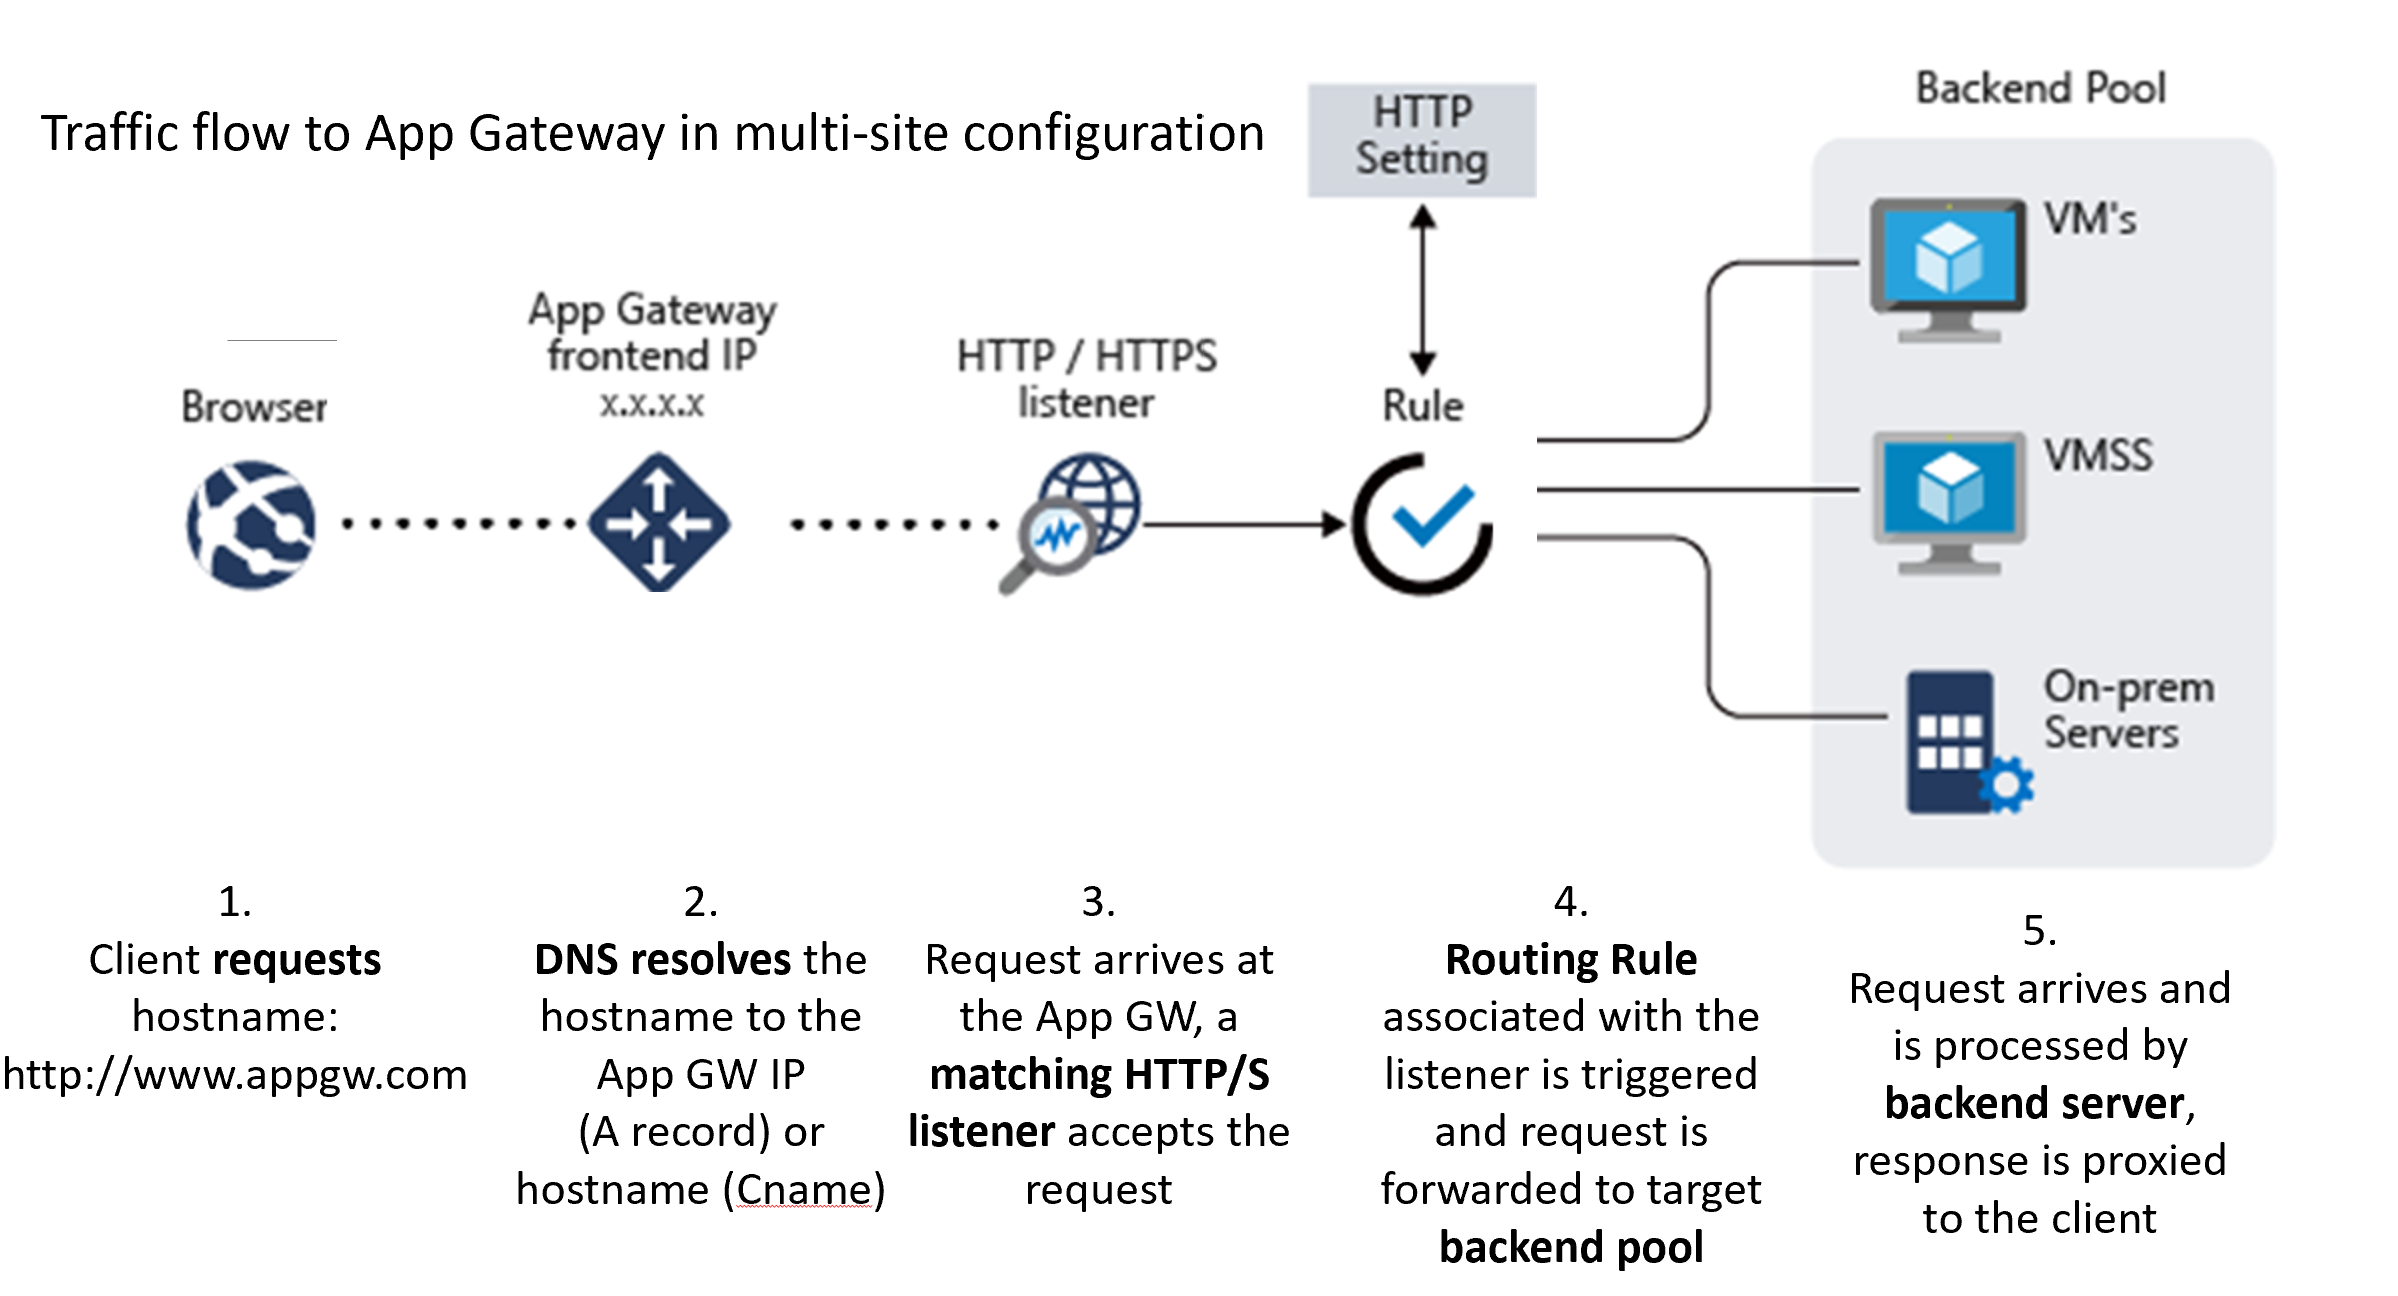 Traffic flow to App Gateway in multi-site configuration
HTTP
Setting
Backend Pool
VM's
VMSS
On-prem
Servers
Browser
App Gateway
frontend IP
x.x.x.x
HTTP / HTTPS
listener
Rule
1.
Client requests
hostname:
http://www.appgw.com
2.
DNS resolves the
hostname to the
App GW IP
(A record) or
hostname (Cname)
3.
Request arrives at
the App GW, a
matching HTTP/S
listener accepts the
request
4.
Routing Rule
associated with the
listener is triggered
and request is
forwarded to target
backend pool
5.
Request arrives and
is processed by
backend server,
response is proxied
to the client